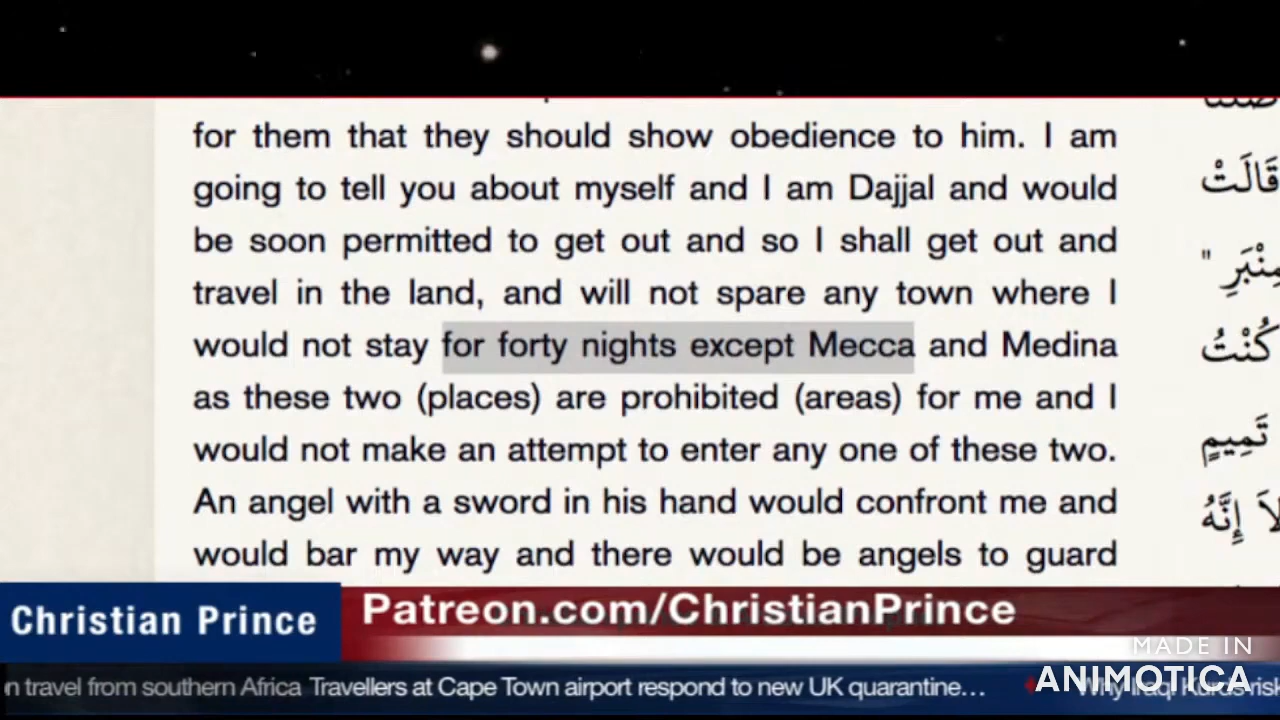 for them that they should show obedience to him. I am
going to tell you about myself and I am Dajjal and would
be soon permitted to get out and so I shall get out and
travel in the land, and will not spare any town where I
would not stay for forty nights except Mecca and Medina
as these two (places) are prohibited (areas) for me and I
would not make an attempt to enter any one of these two.
An angel with a sword in his hand would confront me and
would bar my way and there would be angels to guard
قَالَتْ
مِنْبَرِ "
كُنْتُ
تَمِيمٍ
إِنَّهُ
Christian Prince
Patreon.com/ChristianPrince
MADE IN
ANIMOTICA
n travel from southern Africa Travellers at Cape Town airport respond to new UK quarantine…